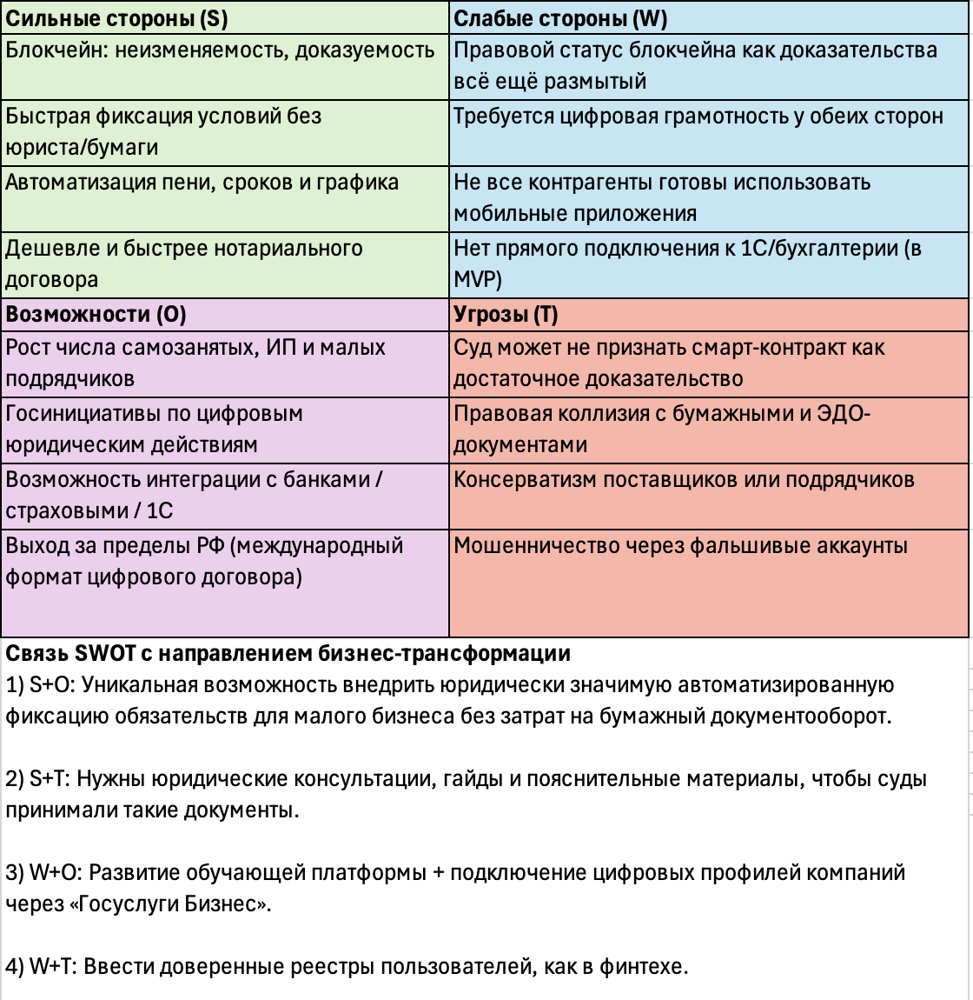 Сильные стороны (S)
Слабые стороны (W)
Блокчейн: неизменяемость, доказуемость
Правовой статус блокчейна как доказательства
всё ещё размытый
Быстрая фиксация условий без
юриста/бумаги
Требуется цифровая грамотность у обеих сторон
Автоматизация пени, сроков и графика
Не все контрагенты готовы использовать
мобильные приложения
Дешевле и быстрее нотариального
договора
Нет прямого подключения к 1С/бухгалтерии (в
MVP)
Возможности (O)
Угрозы (T)
Рост числа самозанятых, ИП и малых
подрядчиков
Суд может не признать смарт-контракт как
достаточное доказательство
Госинициативы по цифровым
юридическим действиям
Правовая коллизия с бумажными и ЭДО-
документами
Возможность интеграции с банками /
страховыми / 1С
Консерватизм поставщиков или подрядчиков
Выход за пределы РФ (международный
формат цифрового договора)
Мошенничество через фальшивые аккаунты
Связь SWOT с направлением бизнес-трансформации
1) S+O: Уникальная возможность внедрить юридически значимую автоматизированную
фиксацию обязательств для малого бизнеса без затрат на бумажный документооборот.
2) S+T: Нужны юридические консультации, гайды и пояснительные материалы, чтобы суды
принимали такие документы.
3) W+O: Развитие обучающей платформы + подключение цифровых профилей компаний
через «Госуслуги Бизнес».
4) W+T: Ввести доверенные реестры пользователей, как в финтехе.